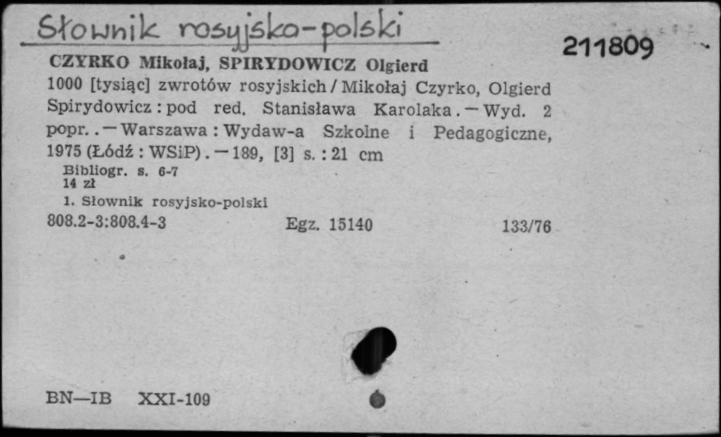 Słownik rosyjsko-polski
211809
CZYRKO Mikołaj, SPIRYDOWICZ Olgierd
1000 [tysiąc] zwrotów rosyjskich / Mikołaj Czyrko, Olgierd
Spirydowicz : pod red. Stanisława Karolaka . — Wyd. 2
popr. . — Warszawa : Wydaw-a Szkolne i Pedagogiczne,
1975 (Łódź : WSiP) . — 189, [3] s. : 21 cm
Bibliogr. s. 6-7
14 zł
1. Słownik rosyjsko-polski
808.2-3:808.4-3 Egz. 15140 133/76
BN—IB XXI-109